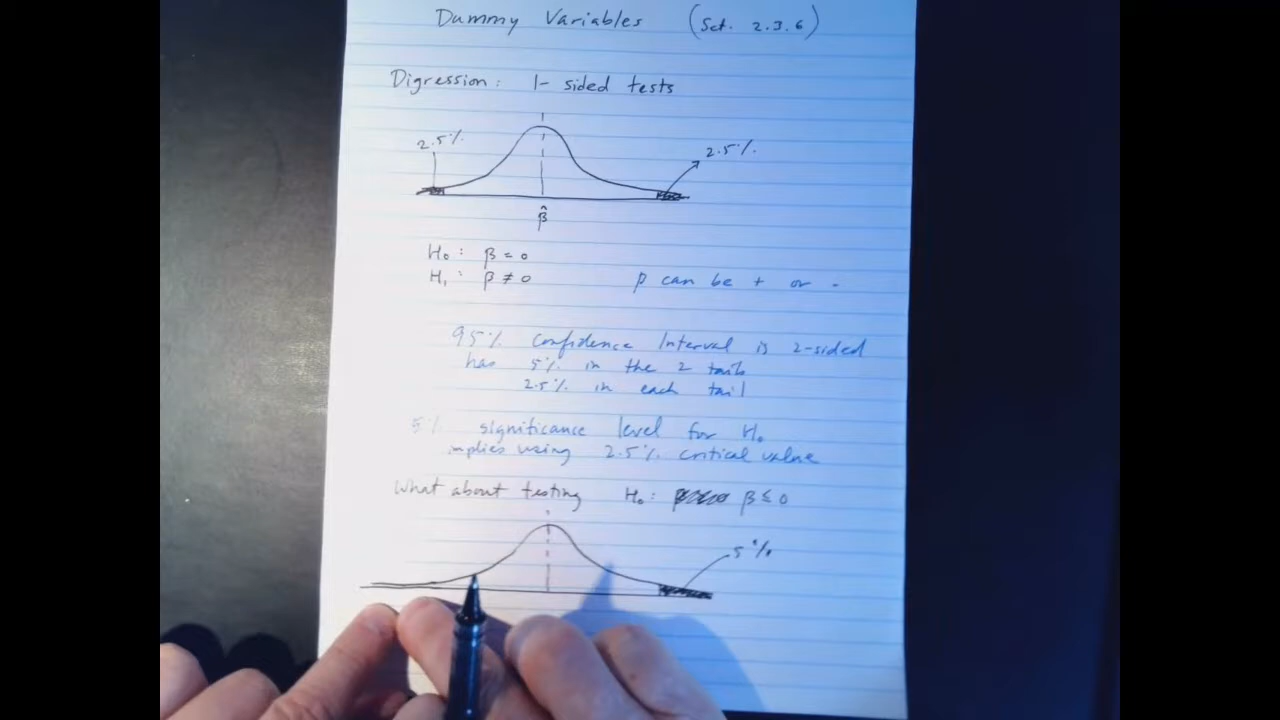 Dummy Variables (Sct. 2.3.6)
Digression: 1-sided tests
2.5% 2.5%
β̂
H₀: β = 0
H₁: β ≠ 0 β can be + or -
95% confidence Interval is 2-sided
has 5% in the 2 tails
2.5% in each tail
5% significance level for H₀
implies using 2.5% critical value
What about testing H₀: β ≤ 0
5%